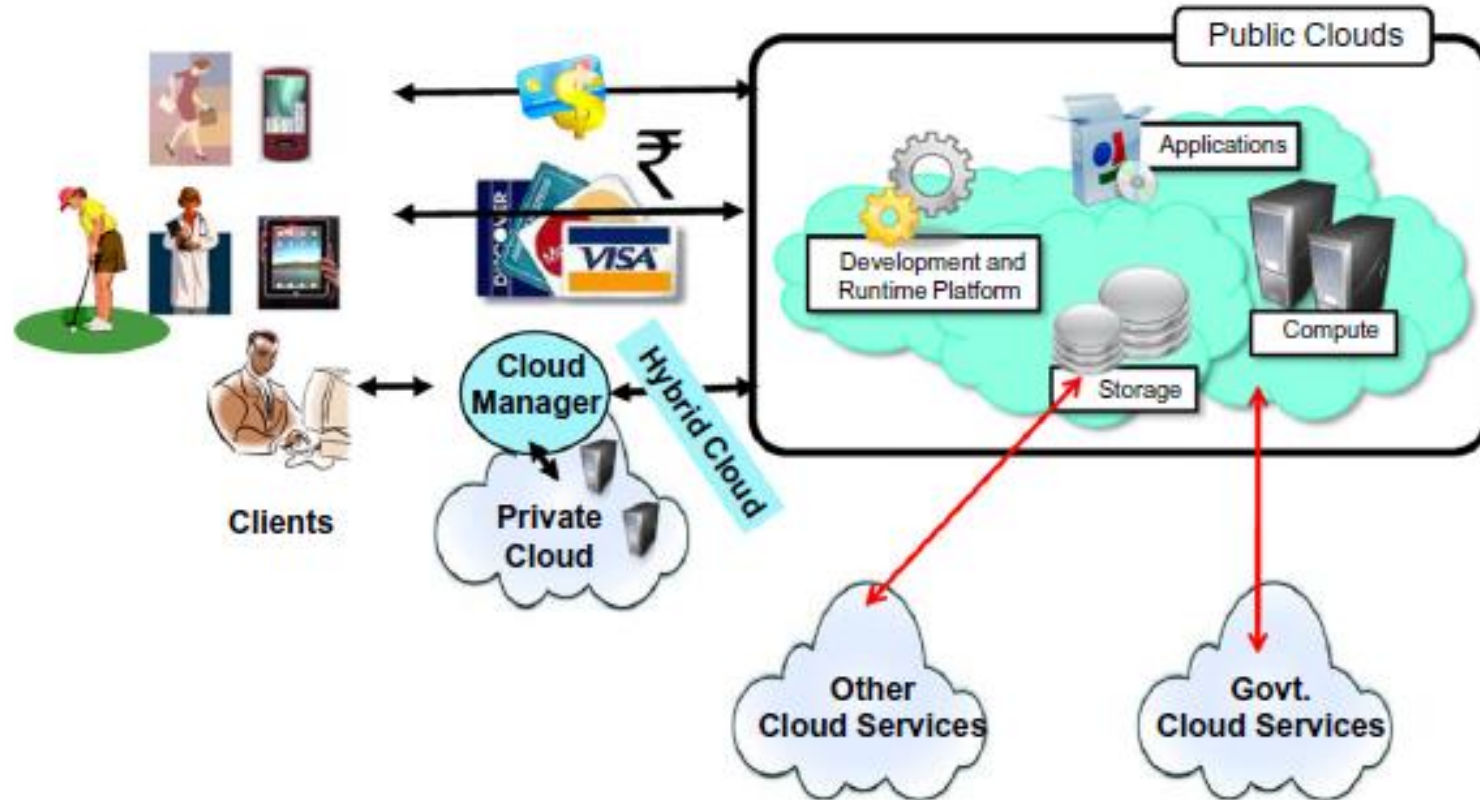 Public Clouds
Applications
₹
DISCOVER
VISA
Development and
Runtime Platform
Compute
Storage
Cloud
Manager
Hybrid Cloud
Private
Cloud
Clients
Other
Cloud Services
Govt.
Cloud Services